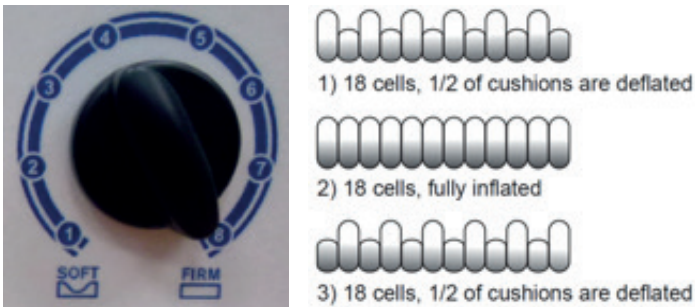 4 5
3 6
2 7
1 8
SOFT FIRM
1) 18 cells, 1/2 of cushions are deflated
2) 18 cells, fully inflated
3) 18 cells, 1/2 of cushions are deflated